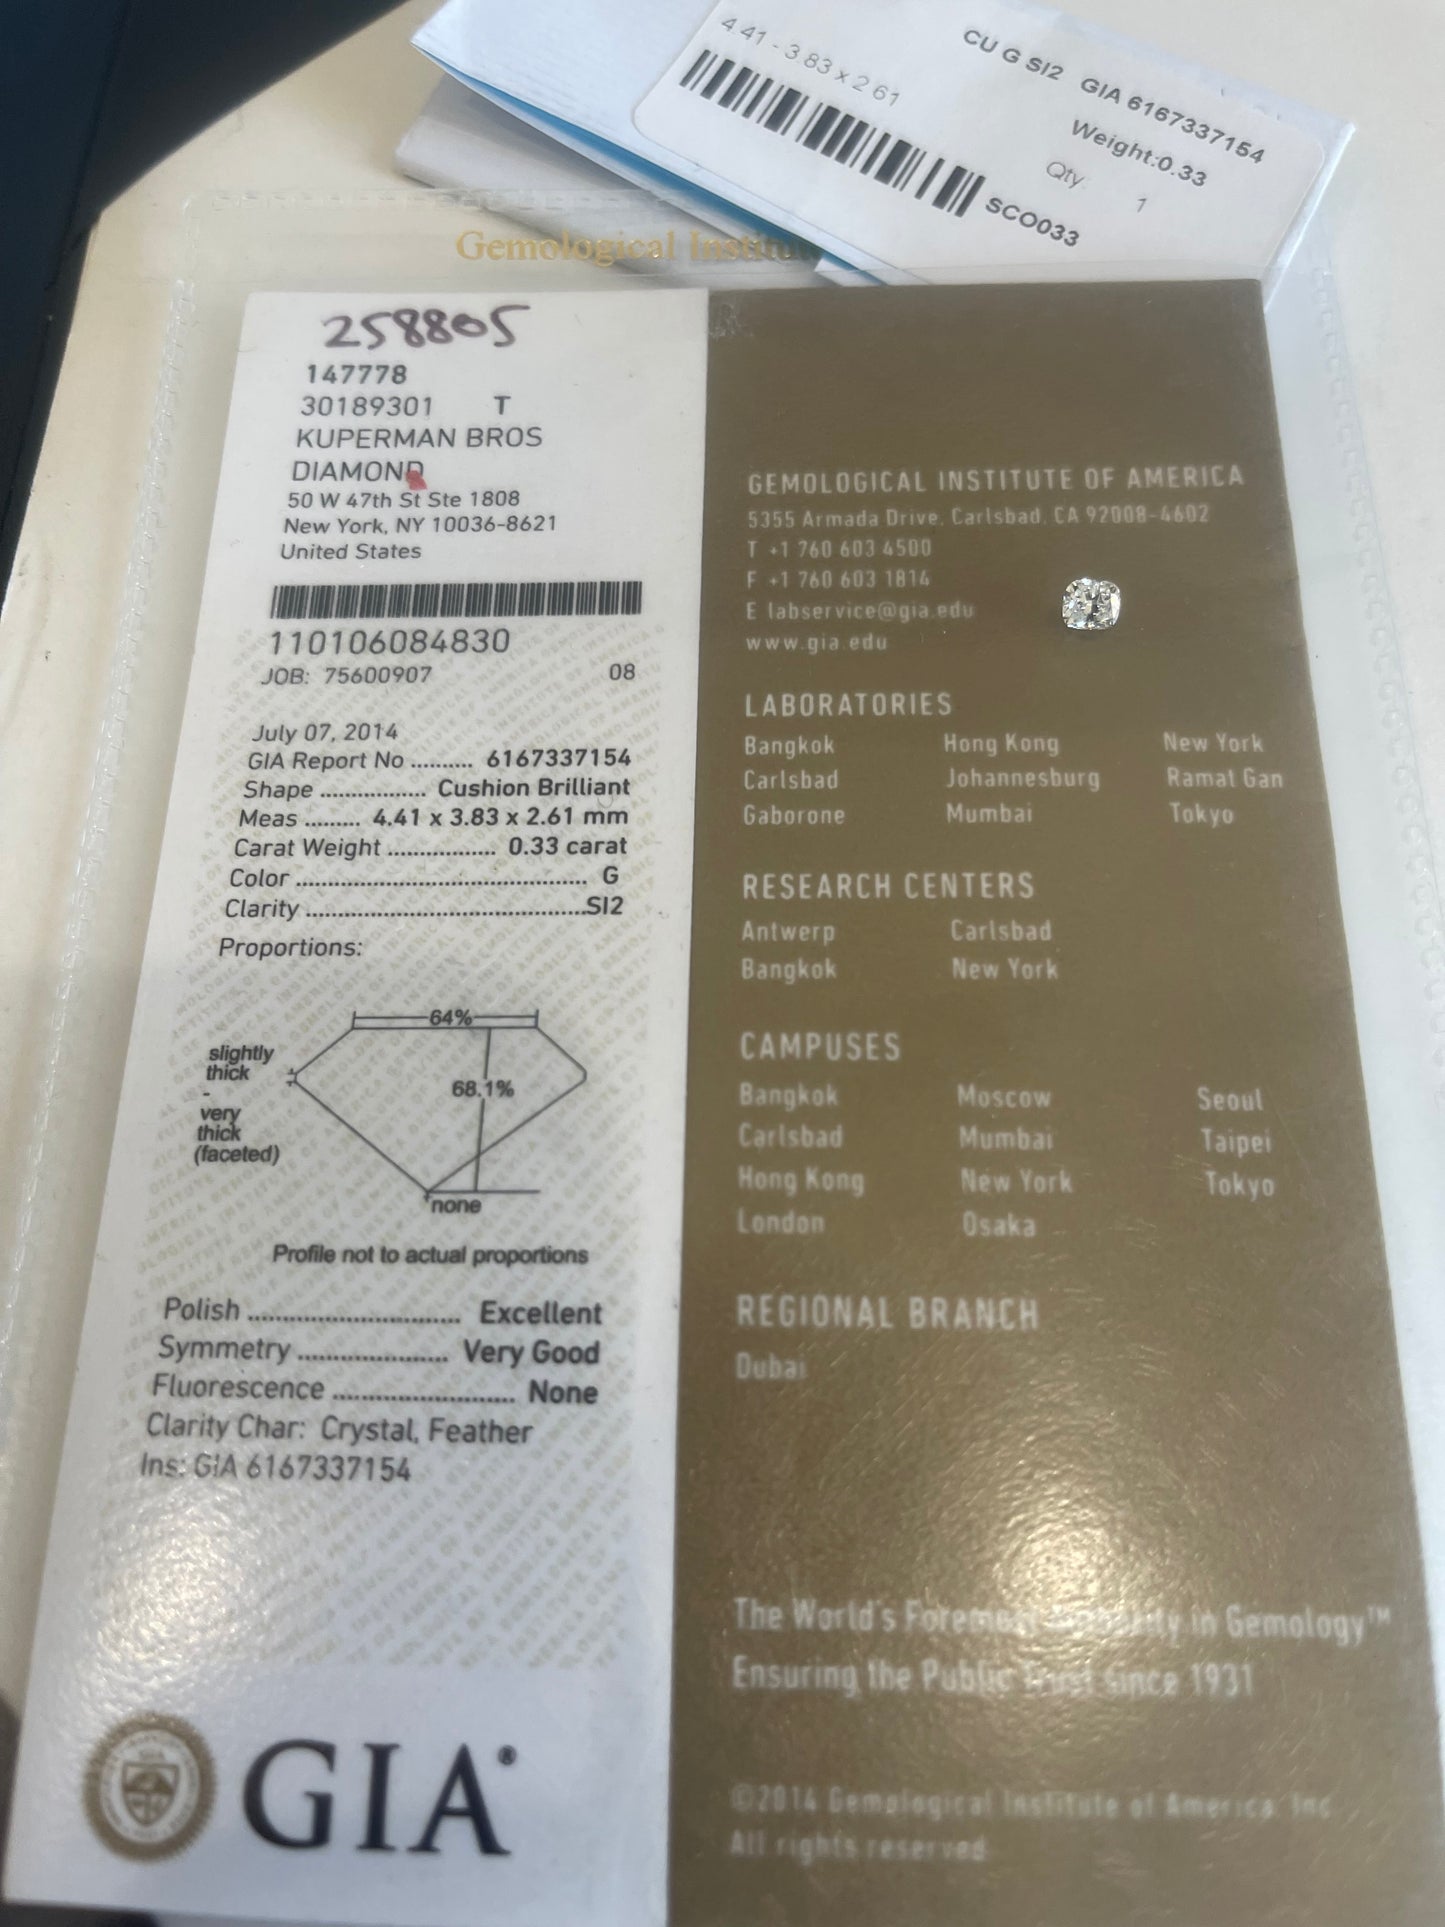 4.41 - 3.83 x 2.61
CU G SI2 GIA 6167337154
Weight:0.33
Qty 1
SCO033
Gemological Institute
258805
147778
30189301 T
KUPERMAN BROS
DIAMOND
50 W 47th St Ste 1808
New York, NY 10036-8621
United States
110106084830
JOB: 75600907 08
July 07, 2014
GIA Report No .......... 6167337154
Shape ................. Cushion Brilliant
Meas ......... 4.41 x 3.83 x 2.61 mm
Carat Weight ................. 0.33 carat
Color .............................................. G
Clarity ............................................SI2
Proportions:
64%
slightly
thick
-
very
thick
(faceted)
68.1%
none
Profile not to actual proportions
Polish ................................ Excellent
Symmetry ...................... Very Good
Fluorescence ........................... None
Clarity Char: Crystal, Feather
Ins: GIA 6167337154
GIA®
GEMOLOGICAL INSTITUTE OF AMERICA
5355 Armada Drive, Carlsbad, CA 92008-4602
T +1 760 603 4500
F +1 760 603 1814
E labservice@gia.edu
www.gia.edu
LABORATORIES
Bangkok Hong Kong New York
Carlsbad Johannesburg Ramat Gan
Gaborone Mumbai Tokyo
RESEARCH CENTERS
Antwerp Carlsbad
Bangkok New York
CAMPUSES
Bangkok Moscow Seoul
Carlsbad Mumbai Taipei
Hong Kong New York Tokyo
London Osaka
REGIONAL BRANCH
Dubai
The World's Foremost Authority in Gemology™
Ensuring the Public Trust since 1931
©2014 Gemological Institute of America, Inc.
All rights reserved